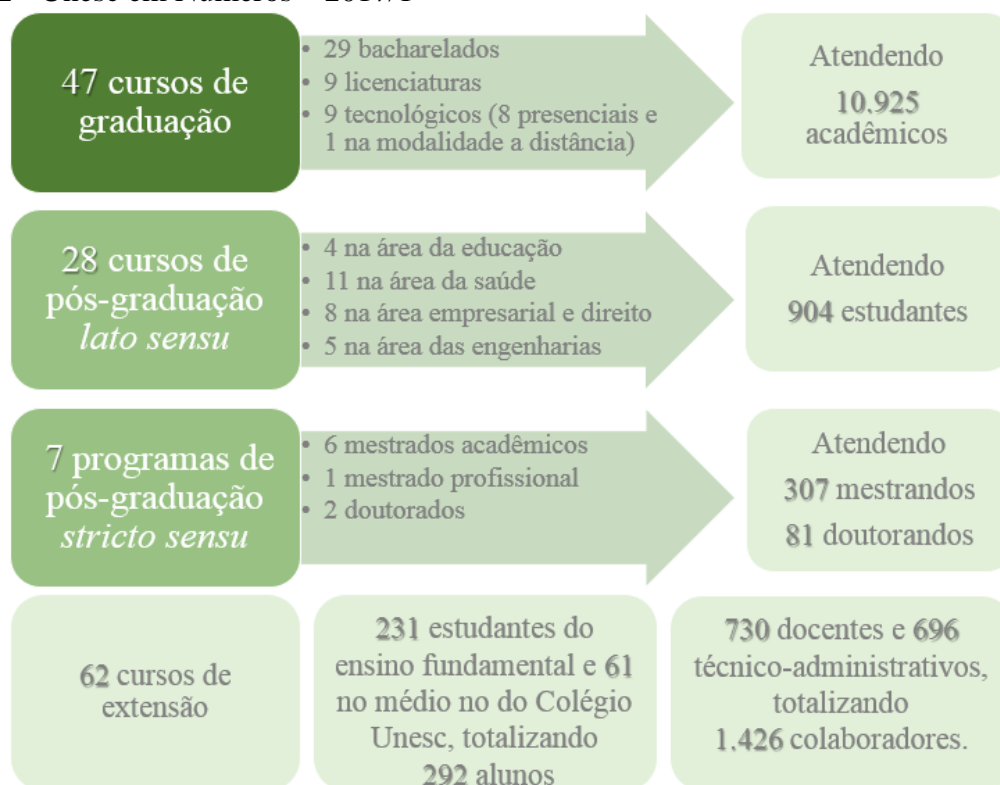 47 cursos de
graduação
• 29 bacharelados
• 9 licenciaturas
• 9 tecnológicos (8 presenciais e
1 na modalidade a distância)
Atendendo
10.925
acadêmicos
28 cursos de
pós-graduação
lato sensu
• 4 na área da educação
• 11 na área da saúde
• 8 na área empresarial e direito
• 5 na área das engenharias
Atendendo
904 estudantes
7 programas de
pós-graduação
stricto sensu
• 6 mestrados acadêmicos
• 1 mestrado profissional
• 2 doutorados
Atendendo
307 mestrandos
81 doutorandos
62 cursos de
extensão
231 estudantes do
ensino fundamental e 61
no médio no do Colégio
Unesc, totalizando
292 alunos
730 docentes e 696
técnico-administrativos,
totalizando
1.426 colaboradores.